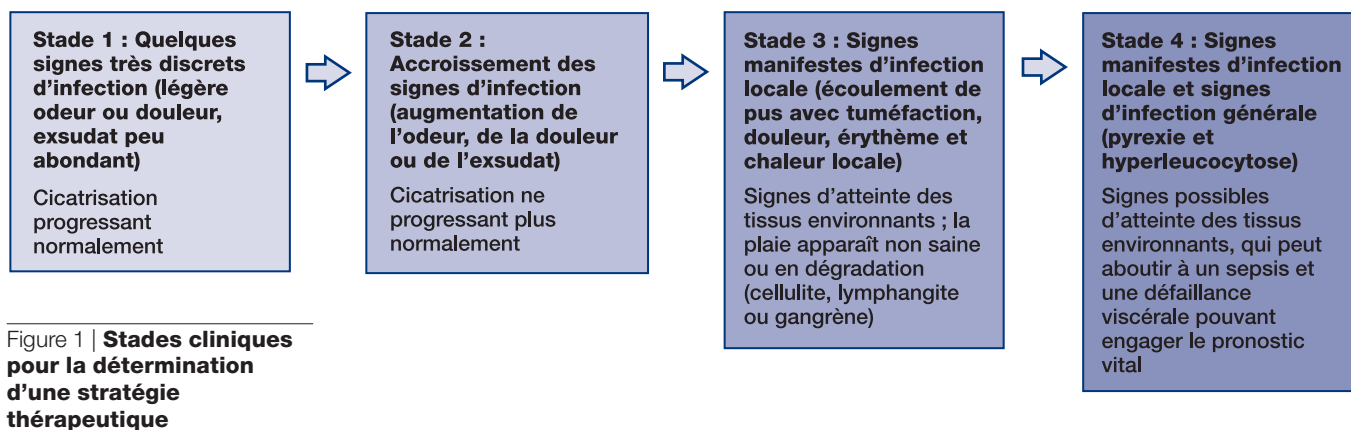 Stade 1 : Quelques
signes très discrets
d'infection (légère
odeur ou douleur,
exsudat peu
abondant)
Cicatrisation
progressant
normalement
Stade 2 :
Accroissement des
signes d'infection
(augmentation de
l'odeur, de la douleur
ou de l'exsudat)
Cicatrisation ne
progressant plus
normalement
Stade 3 : Signes
manifestes d'infection
locale (écoulement de
pus avec tuméfaction,
douleur, érythème et
chaleur locale)
Signes d'atteinte des
tissus environnants ; la
plaie apparaît non saine
ou en dégradation
(cellulite, lymphangite
ou gangrène)
Stade 4 : Signes
manifestes d'infection
locale et signes
d'infection générale
(pyrexie et
hyperleucocytose)
Signes possibles
d'atteinte des tissus
environnants, qui peut
aboutir à un sepsis et
une défaillance
viscérale pouvant
engager le pronostic
vital
Figure 1 | Stades cliniques
pour la détermination
d'une stratégie
thérapeutique